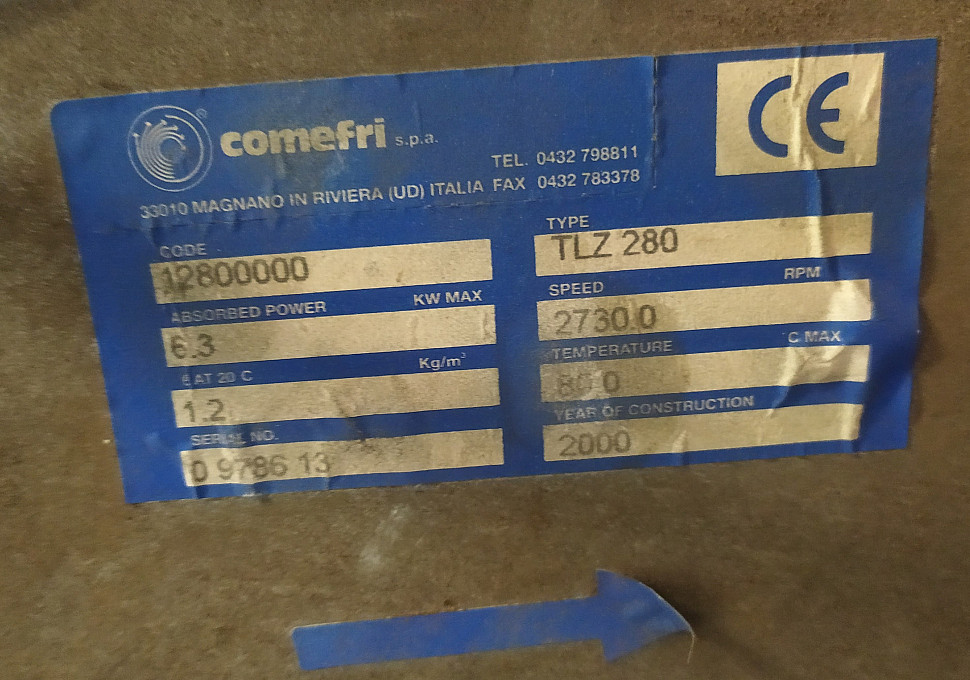 comefri s.p.a.
TEL. 0432 798811
33010 MAGNANO IN RIVIERA (UD) ITALIA FAX 0432 783378
CE
CODE
12800000
TYPE
TLZ 280
ABSORBED POWER KW MAX
6.3
SPEED RPM
2730.0
AT 20 C Kg/m³
1.2
TEMPERATURE °C MAX
80.0
SERIAL NO.
0 9786 13
YEAR OF CONSTRUCTION
2000